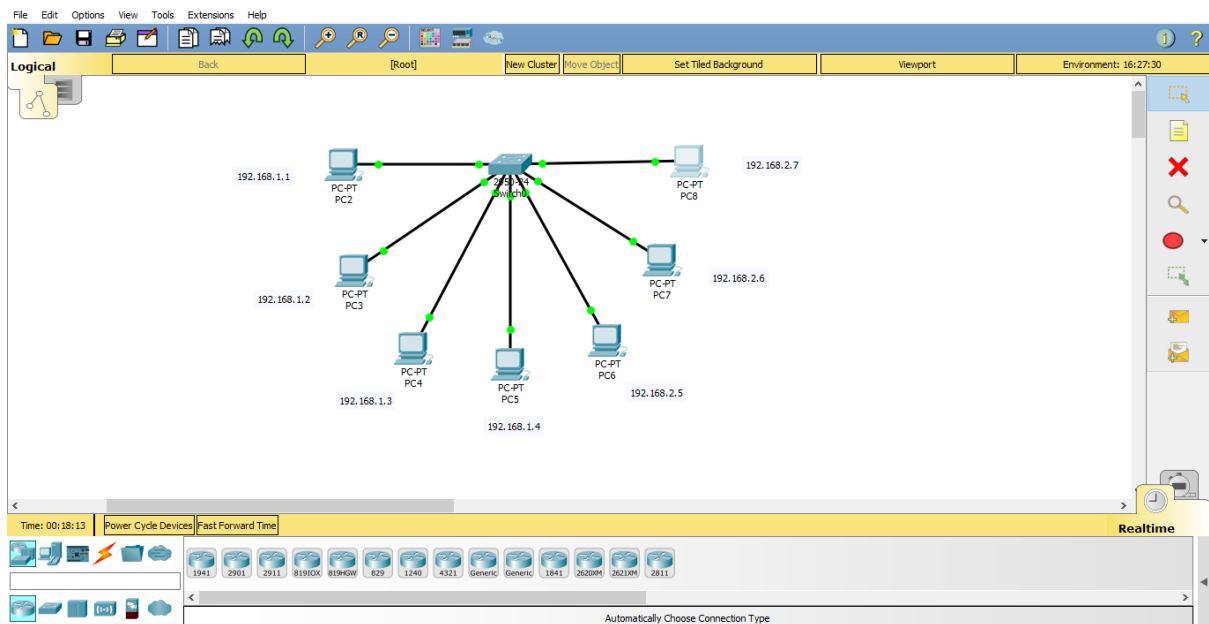 File Edit Options View Tools Extensions Help
Logical Back [Root] New Cluster Move Object Set Tiled Background Viewport Environment: 16:27:30
192.168.1.1
PC-PT
PC2
2950-24
Switch0
PC-PT
PC8
192.168.2.7
192.168.1.2
PC-PT
PC3
PC-PT
PC7
192.168.2.6
192.168.1.3
PC-PT
PC4
PC-PT
PC5
192.168.1.4
PC-PT
PC6
192.168.2.5
Time: 00:18:13 Power Cycle Devices Fast Forward Time Realtime
1941 2901 2911 819IOX 819HGW 829 1240 4321 Generic Generic 1841 2620XM 2621XM 2811
Automatically Choose Connection Type